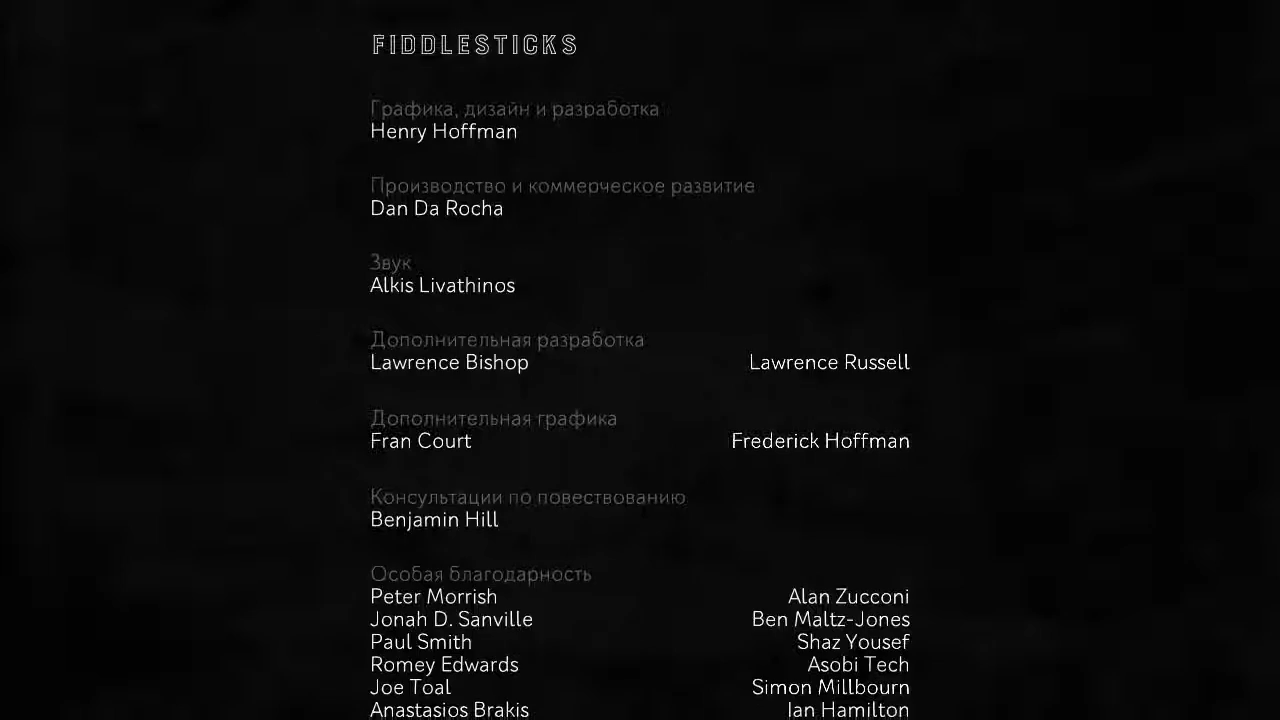 FIDDLESTICKS
Графика, дизайн и разработка
Henry Hoffman
Производство и коммерческое развитие
Dan Da Rocha
Звук
Alkis Livathinos
Дополнительная разработка
Lawrence Bishop Lawrence Russell
Дополнительная графика
Fran Court Frederick Hoffman
Консультации по повествованию
Benjamin Hill
Особая благодарность
Peter Morrish Alan Zucconi
Jonah D. Sanville Ben Maltz-Jones
Paul Smith Shaz Yousef
Romey Edwards Asobi Tech
Joe Toal Simon Millbourn
Anastasios Brakis Ian Hamilton